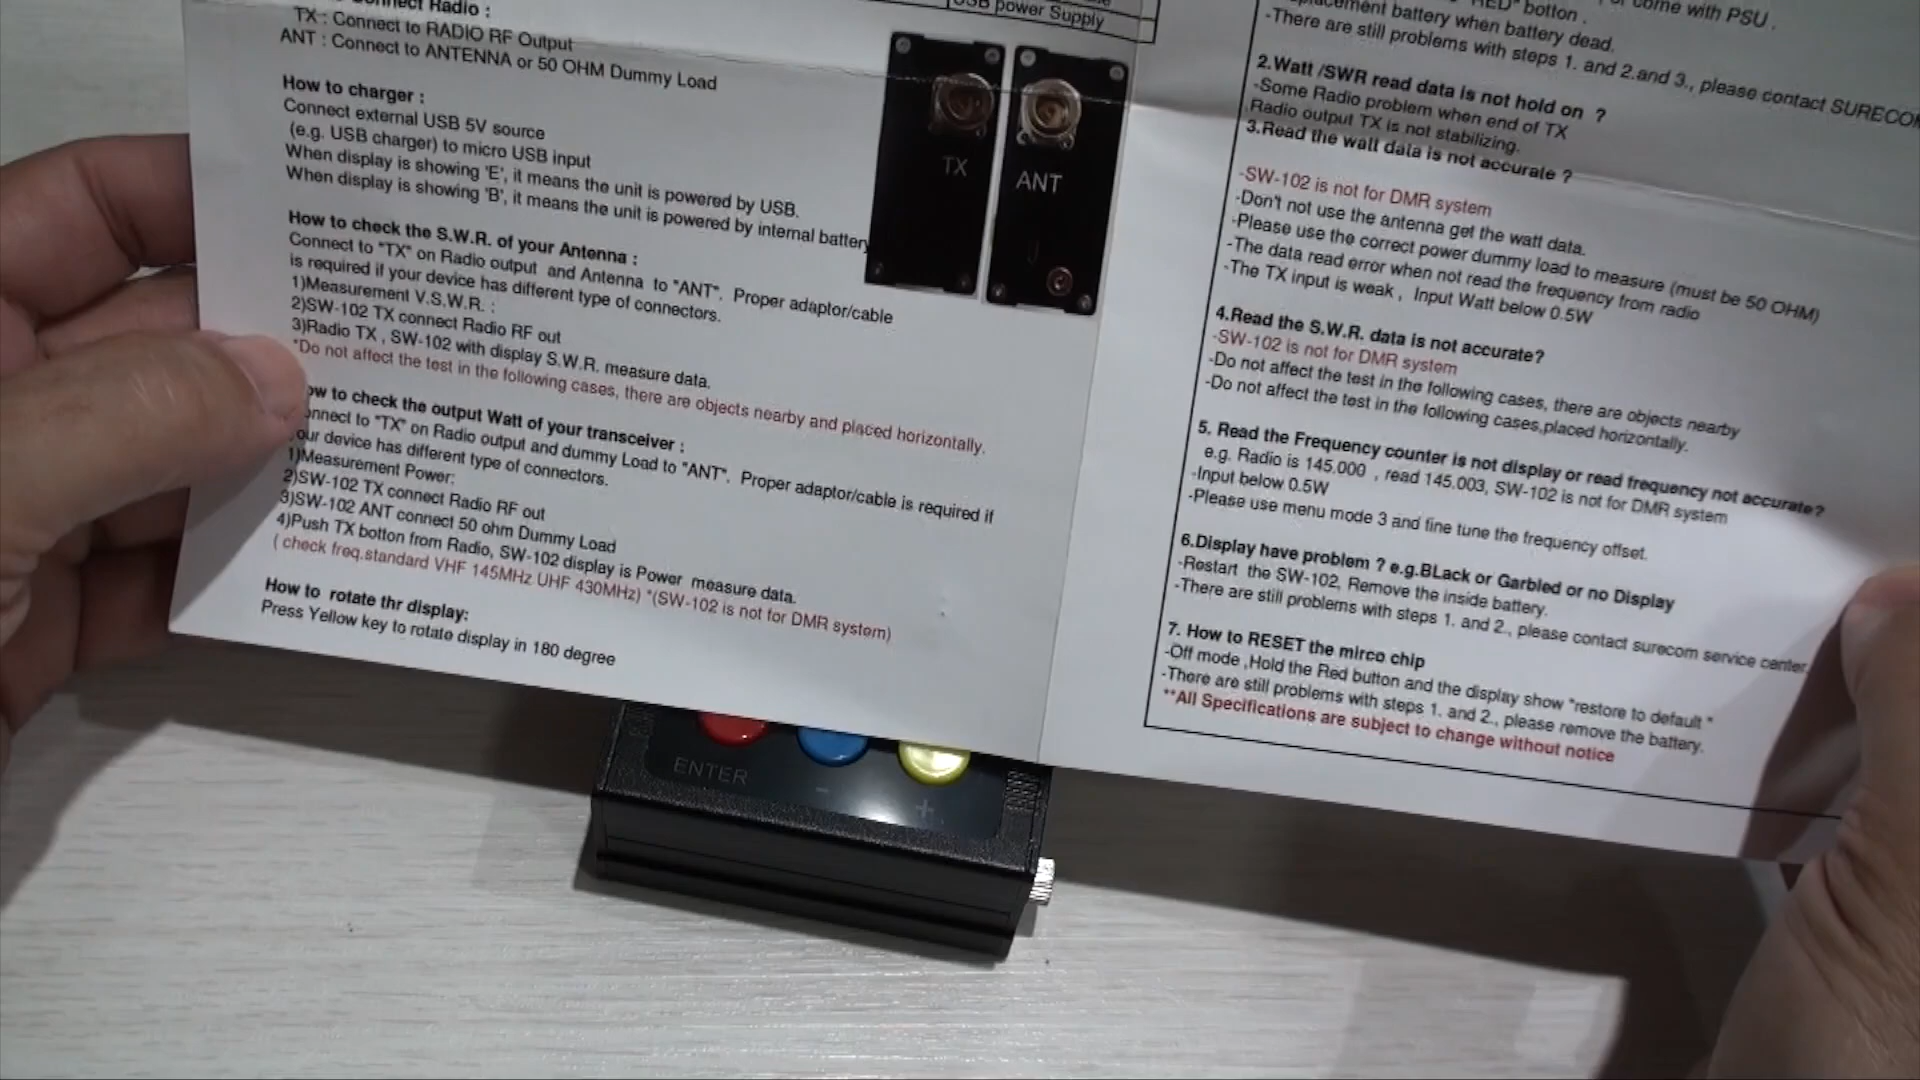 Connect Radio :
TX : Connect to RADIO RF Output
ANT : Connect to ANTENNA or 50 OHM Dummy Load
How to charger :
Connect external USB 5V source
(e.g. USB charger) to micro USB input
When display is showing 'E', it means the unit is powered by USB.
When display is showing 'B', it means the unit is powered by internal battery
How to check the S.W.R. of your Antenna :
Connect to "TX" on Radio output and Antenna to "ANT". Proper adaptor/cable
is required if your device has different type of connectors.
1)Measurement V.S.W.R. :
2)SW-102 TX connect Radio RF out
3)Radio TX , SW-102 with display S.W.R. measure data.
*Do not affect the test in the following cases, there are objects nearby and placed horizontally.
ow to check the output Watt of your transceiver :
onnect to "TX" on Radio output and dummy Load to "ANT". Proper adaptor/cable is required if
our device has different type of connectors.
1)Measurement Power:
2)SW-102 TX connect Radio RF out
3)SW-102 ANT connect 50 ohm Dummy Load
4)Push TX botton from Radio, SW-102 display is Power measure data.
( check freq.standard VHF 145MHz UHF 430MHz) *(SW-102 is not for DMR system)
How to rotate thr display:
Press Yellow key to rotate display in 180 degree
USB power Supply
TX
ANT
RED" botton .
or come with PSU .
placement battery when battery dead.
-There are still problems with steps 1. and 2.and 3., please contact SURECOM
2.Watt /SWR read data is not hold on ?
-Some Radio problem when end of TX
Radio output TX is not stabilizing.
3.Read the wall data is not accurate ?
-SW-102 is not for DMR system
-Don't not use the antenna get the watt data.
-Please use the correct power dummy load to measure (must be 50 OHM)
-The data read error when not read the frequency from radio
-The TX input is weak , Input Watt below 0.5W
4.Read the S.W.R. data is not accurate?
-SW-102 is not for DMR system
-Do not affect the test in the following cases, there are objects nearby
-Do not affect the test in the following cases,placed horizontally.
5. Read the Frequency counter is not display or read frequency not accurate?
e.g. Radio is 145.000 , read 145.003, SW-102 is not for DMR system
-Input below 0.5W
-Please use menu mode 3 and fine tune the frequency offset.
6.Display have problem ? e.g.BLack or Garbled or no Display
-Restart the SW-102, Remove the inside battery.
-There are still problems with steps 1. and 2., please contact surecom service center.
7. How to RESET the mirco chip
-Off mode ,Hold the Red button and the display show "restore to default "
-There are still problems with steps 1. and 2., please remove the battery.
**All Specifications are subject to change without notice
ENTER
-
+